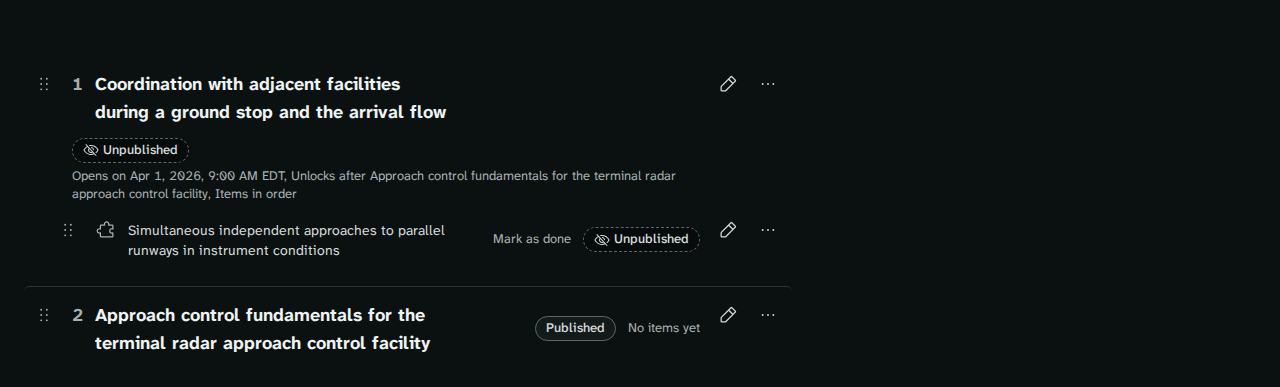 1 Coordination with adjacent facilities
during a ground stop and the arrival flow
Unpublished
Opens on Apr 1, 2026, 9:00 AM EDT, Unlocks after Approach control fundamentals for the terminal radar
approach control facility, Items in order
Simultaneous independent approaches to parallel
runways in instrument conditions
Mark as done
Unpublished
2 Approach control fundamentals for the
terminal radar approach control facility
Published
No items yet